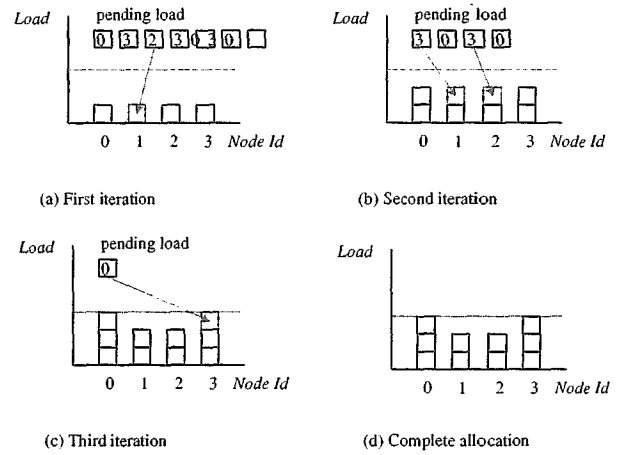 Load
pending load
0 3 2 3 0 3 0
0 1 2 3 Node Id
(a) First iteration
Load
pending load
3 0 3 0
0 1 2 3 Node Id
(b) Second iteration
Load
pending load
0
0 1 2 3 Node Id
(c) Third iteration
Load
0 1 2 3 Node Id
(d) Complete allocation